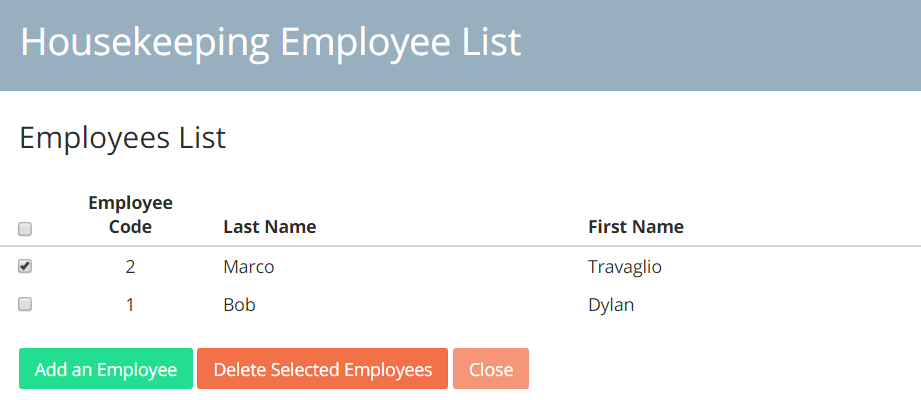 Housekeeping Employee List
Employees List
Employee
Code Last Name First Name
2 Marco Travaglio
1 Bob Dylan
Add an Employee Delete Selected Employees Close